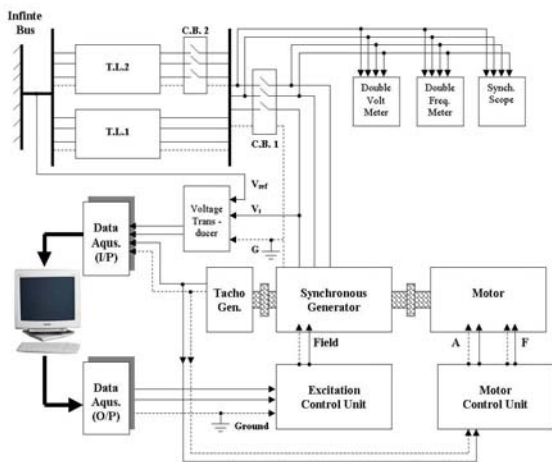 Infinte
Bus
C.B. 2
T.L.2
T.L.1
C.B. 1
Double
Volt
Meter
Double
Freq.
Meter
Synch.
Scope
Vref
Vt
G
Voltage
Trans -
ducer
Data
Aqus.
(I/P)
Tacho
Gen.
Synchronous
Generator
Motor
Field
A
F
Data
Aqus.
(O/P)
Ground
Excitation
Control Unit
Motor
Control Unit